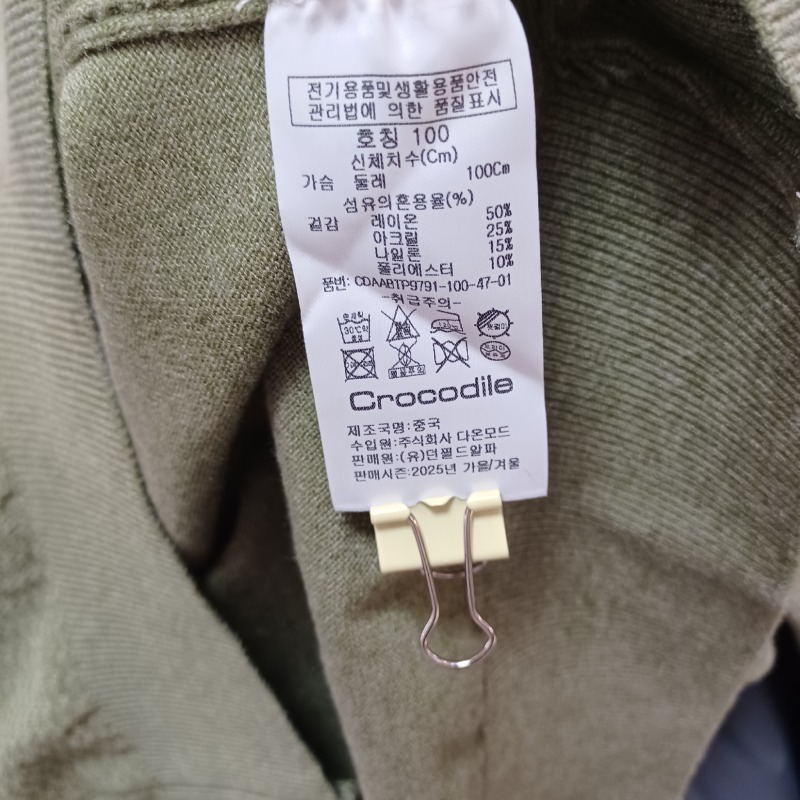 전기용품및생활용품안전
관리법에 의한 품질표시
호칭 100
신체치수(Cm)
가슴 둘레 100Cm
섬유의혼용율(%)
겉감 레이온 50%
아크릴 25%
나일론 15%
폴리에스터 10%
품번: CDAABTP9791-100-47-01
-취급주의-
30℃
Crocodile
제조국명:중국
수입원:주식회사 다온모드
판매원:(유)던필드알파
판매시즌:2025년 가을/겨울